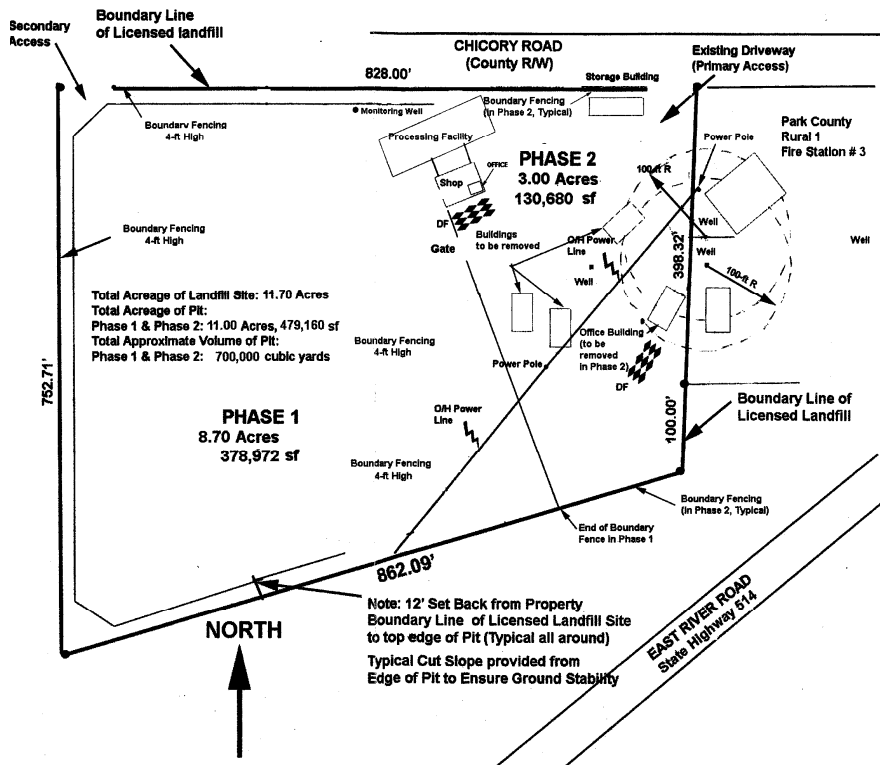 Secondary
Access
Boundary Line
of Licensed landfill
828.00'
CHICORY ROAD
(County R/W)
Storage Building
Existing Driveway
(Primary Access)
Boundary Fencing
4-ft High
Monitoring Well
Boundary Fencing
(in Phase 2, Typical)
Processing Facility
Shop
OFFICE
DF
Gate
PHASE 2
3.00 Acres
130,680 sf
100-ft R
Power Pole
Park County
Rural 1
Fire Station # 3
Well
Well
Well
100-ft R
398.32'
Boundary Fencing
4-ft High
Buildings
to be removed
O/H Power
Line
Well
Total Acreage of Landfill Site: 11.70 Acres
Total Acreage of Pit:
Phase 1 & Phase 2: 11.00 Acres, 479,160 sf
Total Approximate Volume of Pit:
Phase 1 & Phase 2: 700,000 cubic yards
752.71'
Boundary Fencing
4-ft High
Office Building
(to be
removed
in Phase 2)
DF
Power Pole
100.00'
Boundary Line of
Licensed Landfill
PHASE 1
8.70 Acres
378,972 sf
O/H Power
Line
Boundary Fencing
4-ft High
Boundary Fencing
(in Phase 2, Typical)
End of Boundary
Fence in Phase 1
862.09'
Note: 12' Set Back from Property
Boundary Line of Licensed Landfill Site
to top edge of Pit (Typical all around)
Typical Cut Slope provided from
Edge of Pit to Ensure Ground Stability
NORTH
EAST RIVER ROAD
State Highway 514